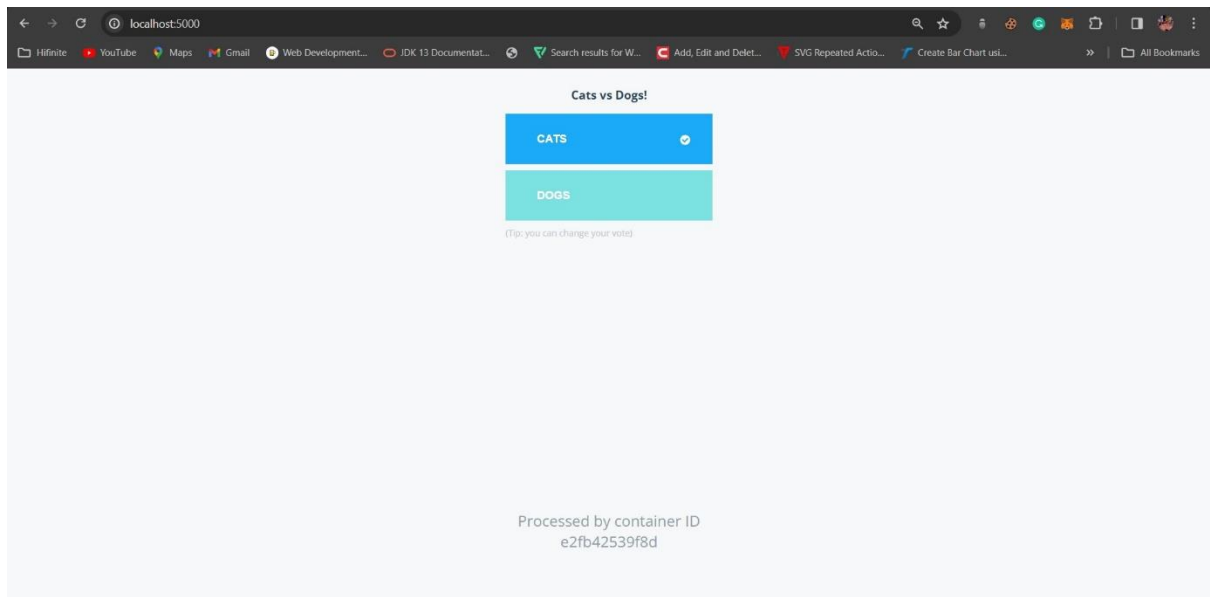 localhost:5000
Hifinite YouTube Maps Gmail Web Development... JDK 13 Documentat... Search results for W... Add, Edit and Delet... SVG Repeated Actio... Create Bar Chart usi... » All Bookmarks
Cats vs Dogs!
CATS
DOGS
(Tip: you can change your vote)
Processed by container ID
e2fb42539f8d